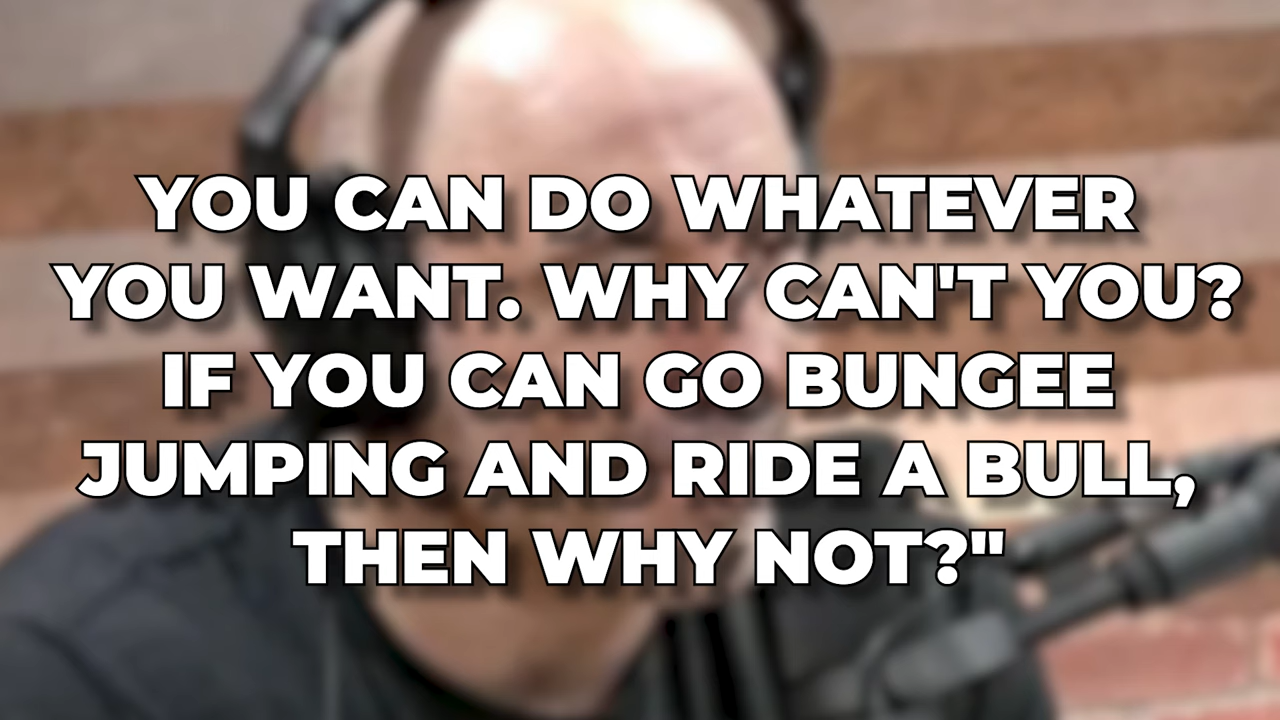 YOU CAN DO WHATEVER
YOU WANT. WHY CAN'T YOU?
IF YOU CAN GO BUNGEE
JUMPING AND RIDE A BULL,
THEN WHY NOT?"